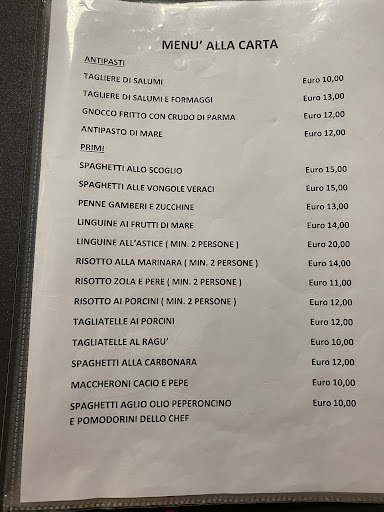 MENU' ALLA CARTA
ANTIPASTI
TAGLIERE DI SALUMI Euro 10,00
TAGLIERE DI SALUMI E FORMAGGI Euro 13,00
GNOCCO FRITTO CON CRUDO DI PARMA Euro 12,00
ANTIPASTO DI MARE Euro 12,00
PRIMI
SPAGHETTI ALLO SCOGLIO Euro 15,00
SPAGHETTI ALLE VONGOLE VERACI Euro 15,00
PENNE GAMBERI E ZUCCHINE Euro 13,00
LINGUINE AI FRUTTI DI MARE Euro 14,00
LINGUINE ALL'ASTICE ( MIN. 2 PERSONE ) Euro 20,00
RISOTTO ALLA MARINARA ( MIN. 2 PERSONE ) Euro 14,00
RISOTTO ZOLA E PERE ( MIN. 2 PERSONE ) Euro 11,00
RISOTTO AI PORCINI ( MIN. 2 PERSONE ) Euro 12,00
TAGLIATELLE AI PORCINI Euro 12,00
TAGLIATELLE AL RAGU' Euro 10,00
SPAGHETTI ALLA CARBONARA Euro 12,00
MACCHERONI CACIO E PEPE Euro 10,00
SPAGHETTI AGLIO OLIO PEPERONCINO Euro 10,00
E POMODORINI DELLO CHEF